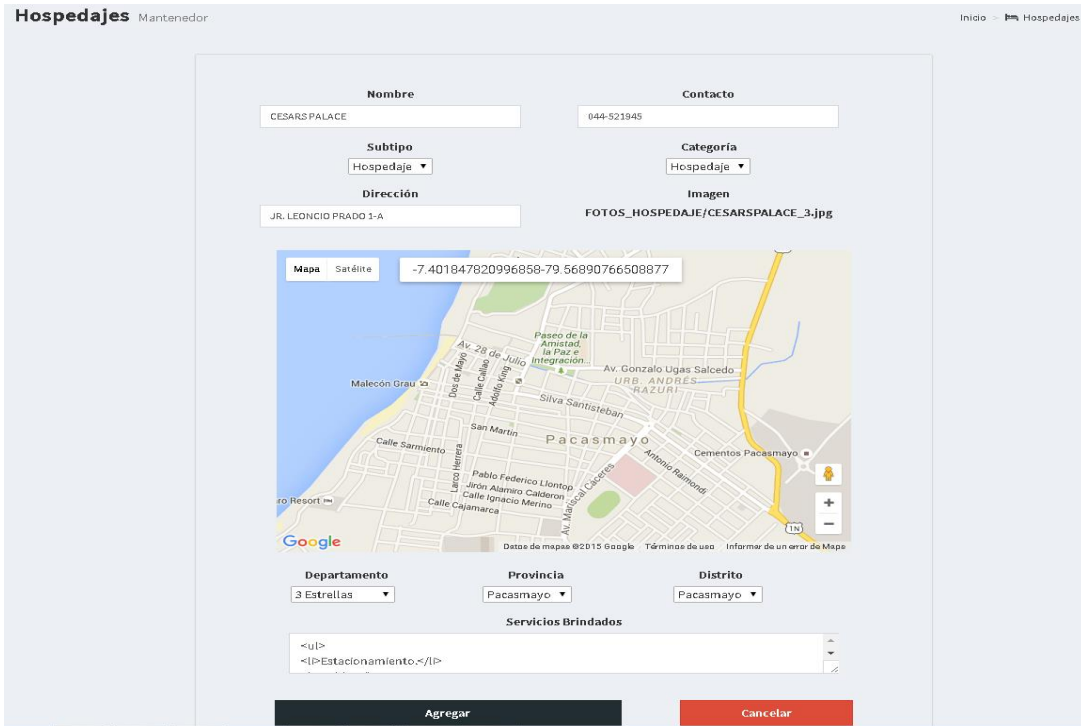 Hospedajes Mantenedor
Inicio > Hospedajes
Nombre
Contacto
CESARS PALACE
044-521945
Subtipo
Categoría
Hospedaje ▼
Hospedaje ▼
Dirección
Imagen
JR. LEONCIO PRADO 1-A
FOTOS_HOSPEDAJE/CESARSPALACE_3.jpg
Mapa
Satélite
-7.401847820996858-79.56890766508877
Paseo de la
Amistad,
la Paz e
Integración...
Av. 28 de Julio
Av. Gonzalo Ugas Salcedo
URB. ANDRÉS
RAZURI
Malecón Grau
Dos de Mayo
Calle Callao
Adolfo King
Silva Santisteban
San Martin
Pacasmayo
Calle Sarmiento
Cementos Pacasmayo
Antonio Raimondi
Larco Herrera
Pablo Federico Llontop
Jirón Alamiro Calderon
Calle Ignacio Merino
Calle Cajamarca
Av. Mariscal Cáceres
ro Resort
+
1N
−
Google
Datos de mapas ©2015 Google
Términos de uso
Informar de un error de Maps
Departamento
Provincia
Distrito
3 Estrellas ▼
Pacasmayo ▼
Pacasmayo ▼
Servicios Brindados
<ul>
<li>Estacionamiento.</li>
Agregar
Cancelar